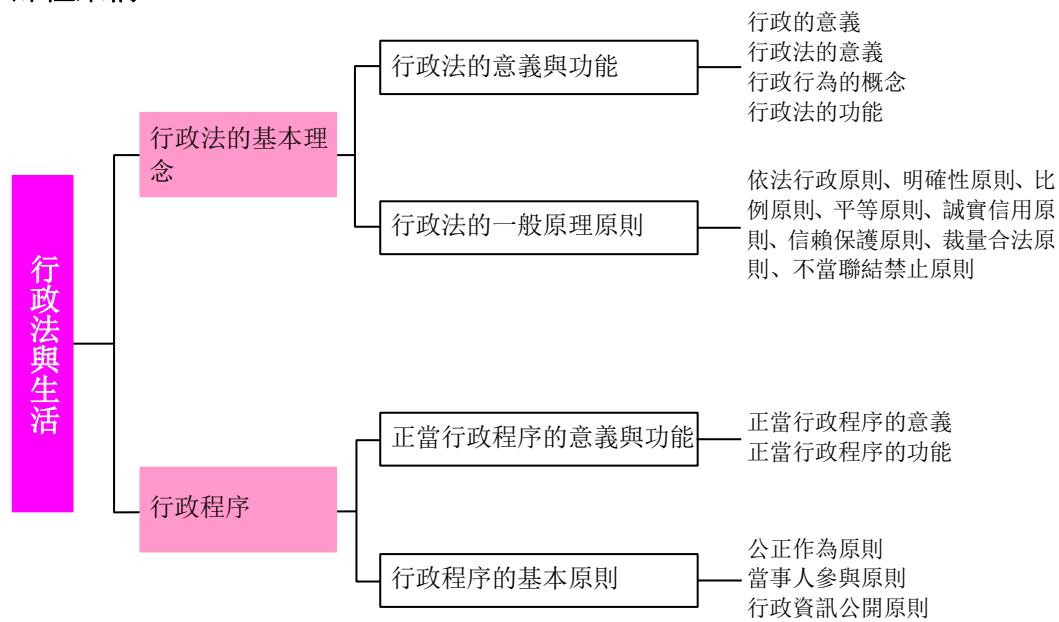 行政的意義
行政法的意義
行政行為的概念
行政法的功能
行政法的意義與功能
行政法的基本理
念
依法行政原則、明確性原則、比
例原則、平等原則、誠實信用原
則、信賴保護原則、裁量合法原
則、不當聯結禁止原則
行政法的一般原理原則
行政法與生活
正當行政程序的意義與功能
正當行政程序的意義
正當行政程序的功能
行政程序
行政程序的基本原則
公正作為原則
當事人參與原則
行政資訊公開原則